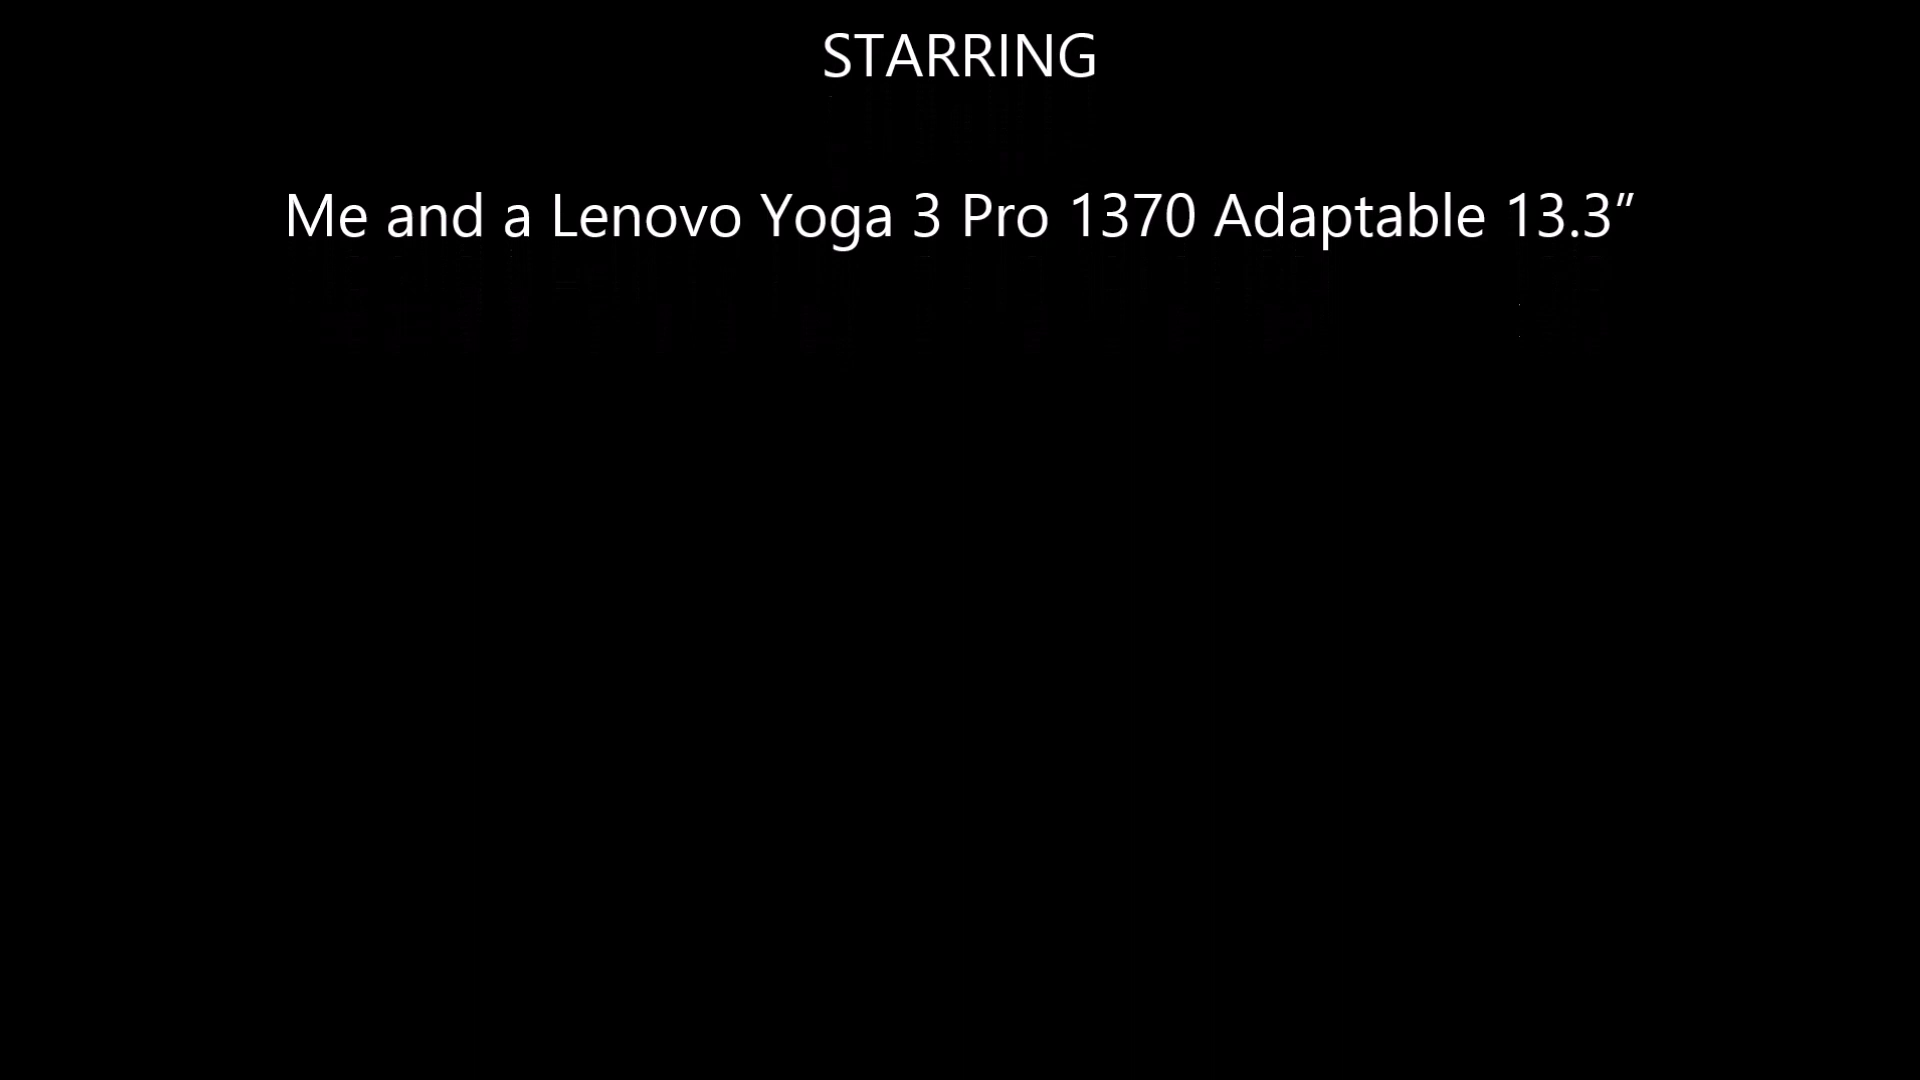 STARRING
Me and a Lenovo Yoga 3 Pro 1370 Adaptable 13.3”